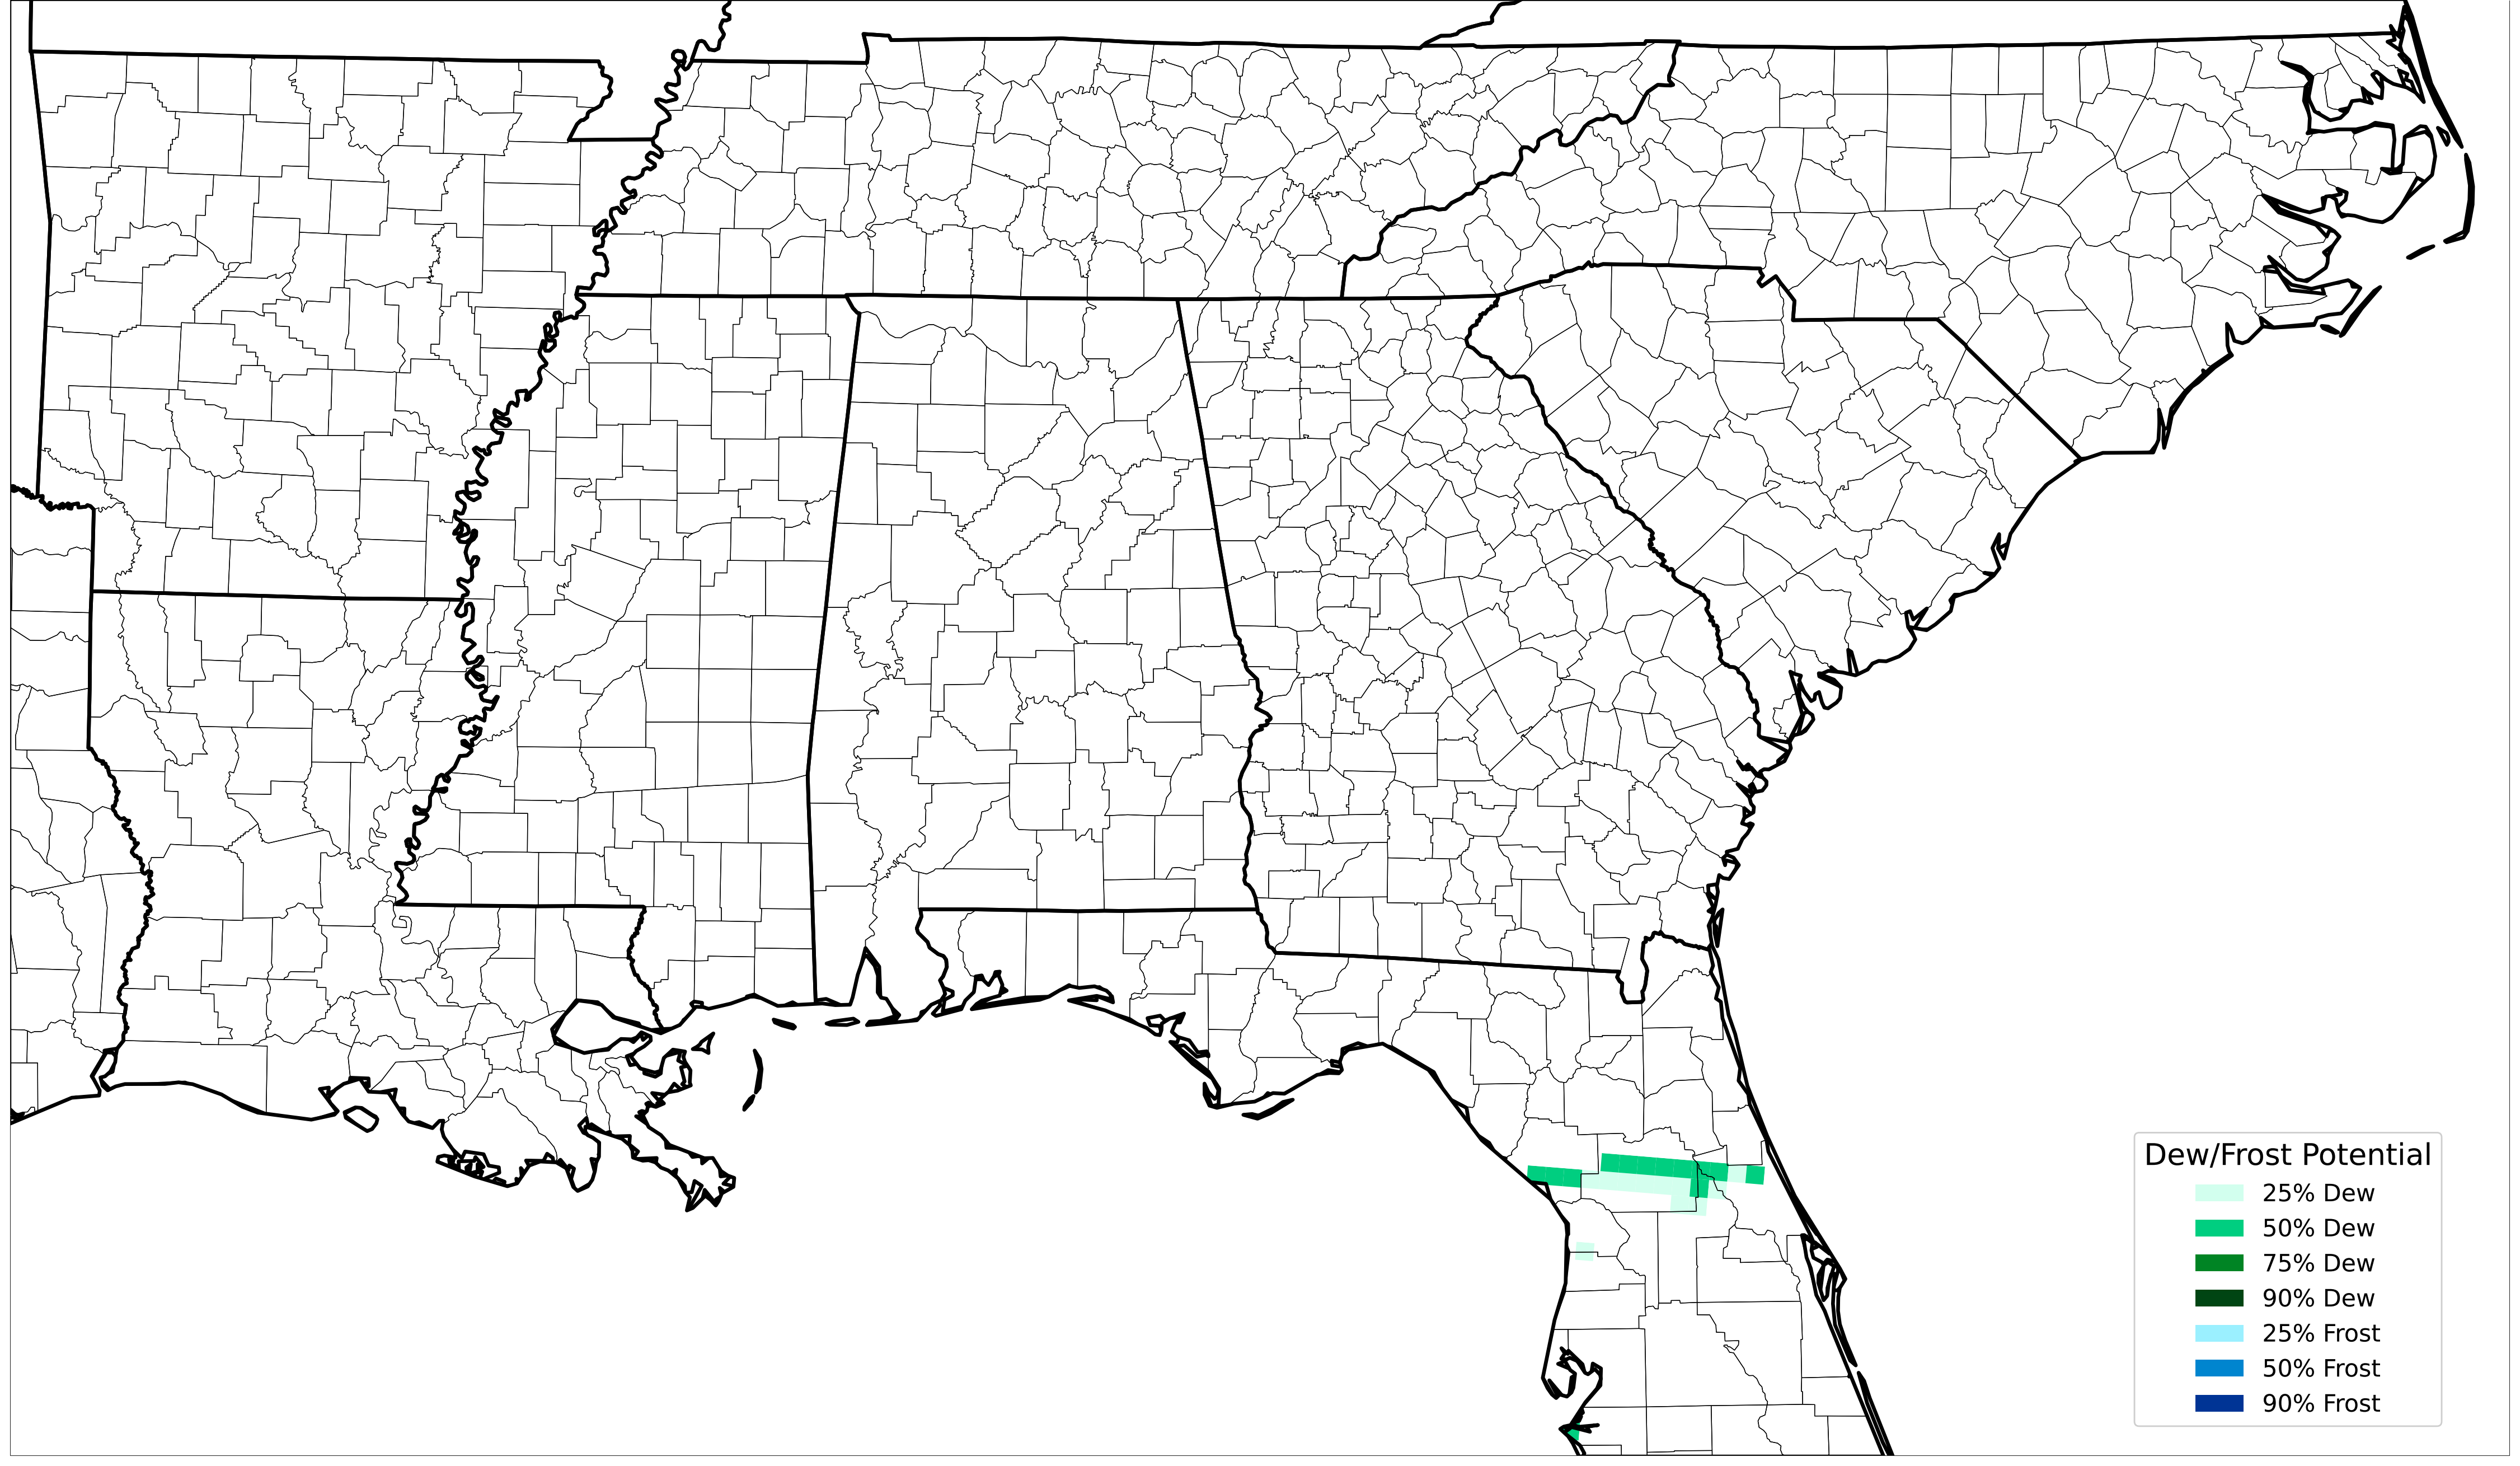 Dew/Frost Potential
25% Dew
50% Dew
75% Dew
90% Dew
25% Frost
50% Frost
90% Frost